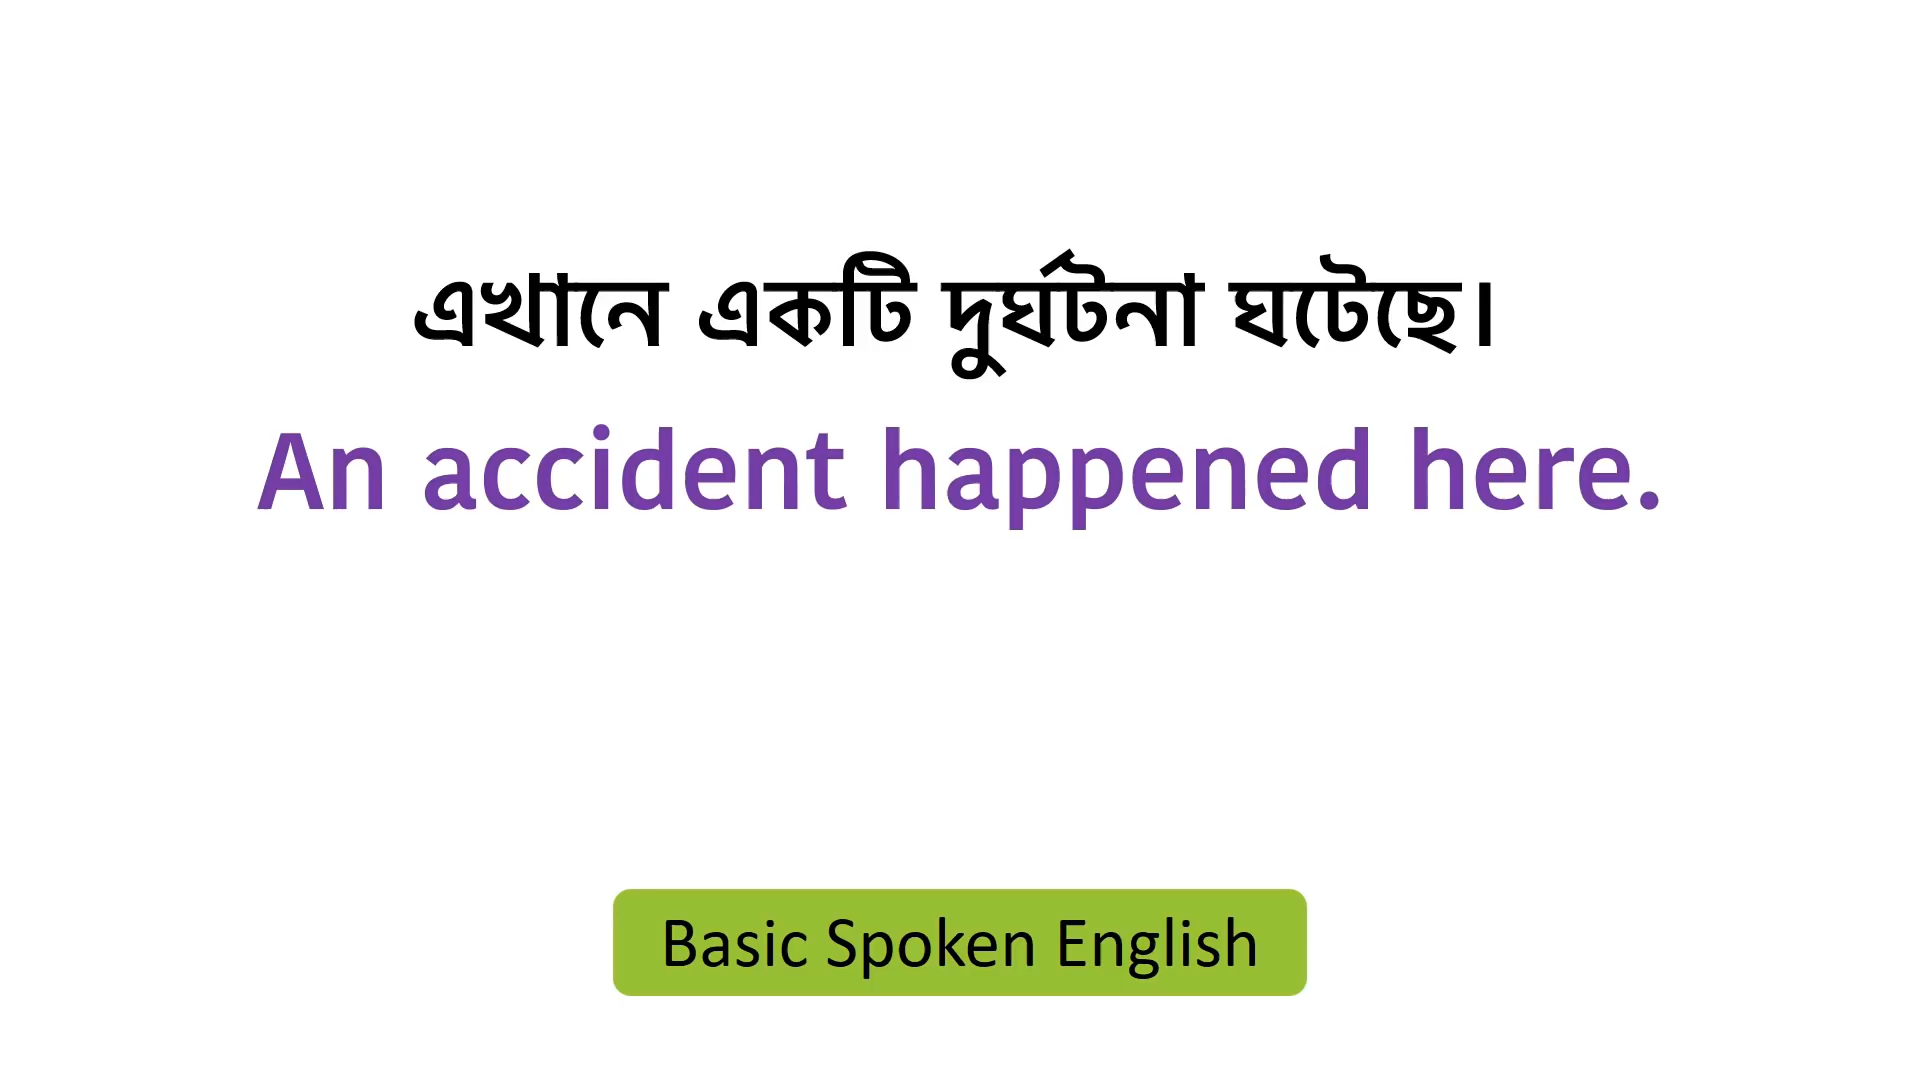 এখানে একটি দুর্ঘটনা ঘটেছে।
An accident happened here.
Basic Spoken English